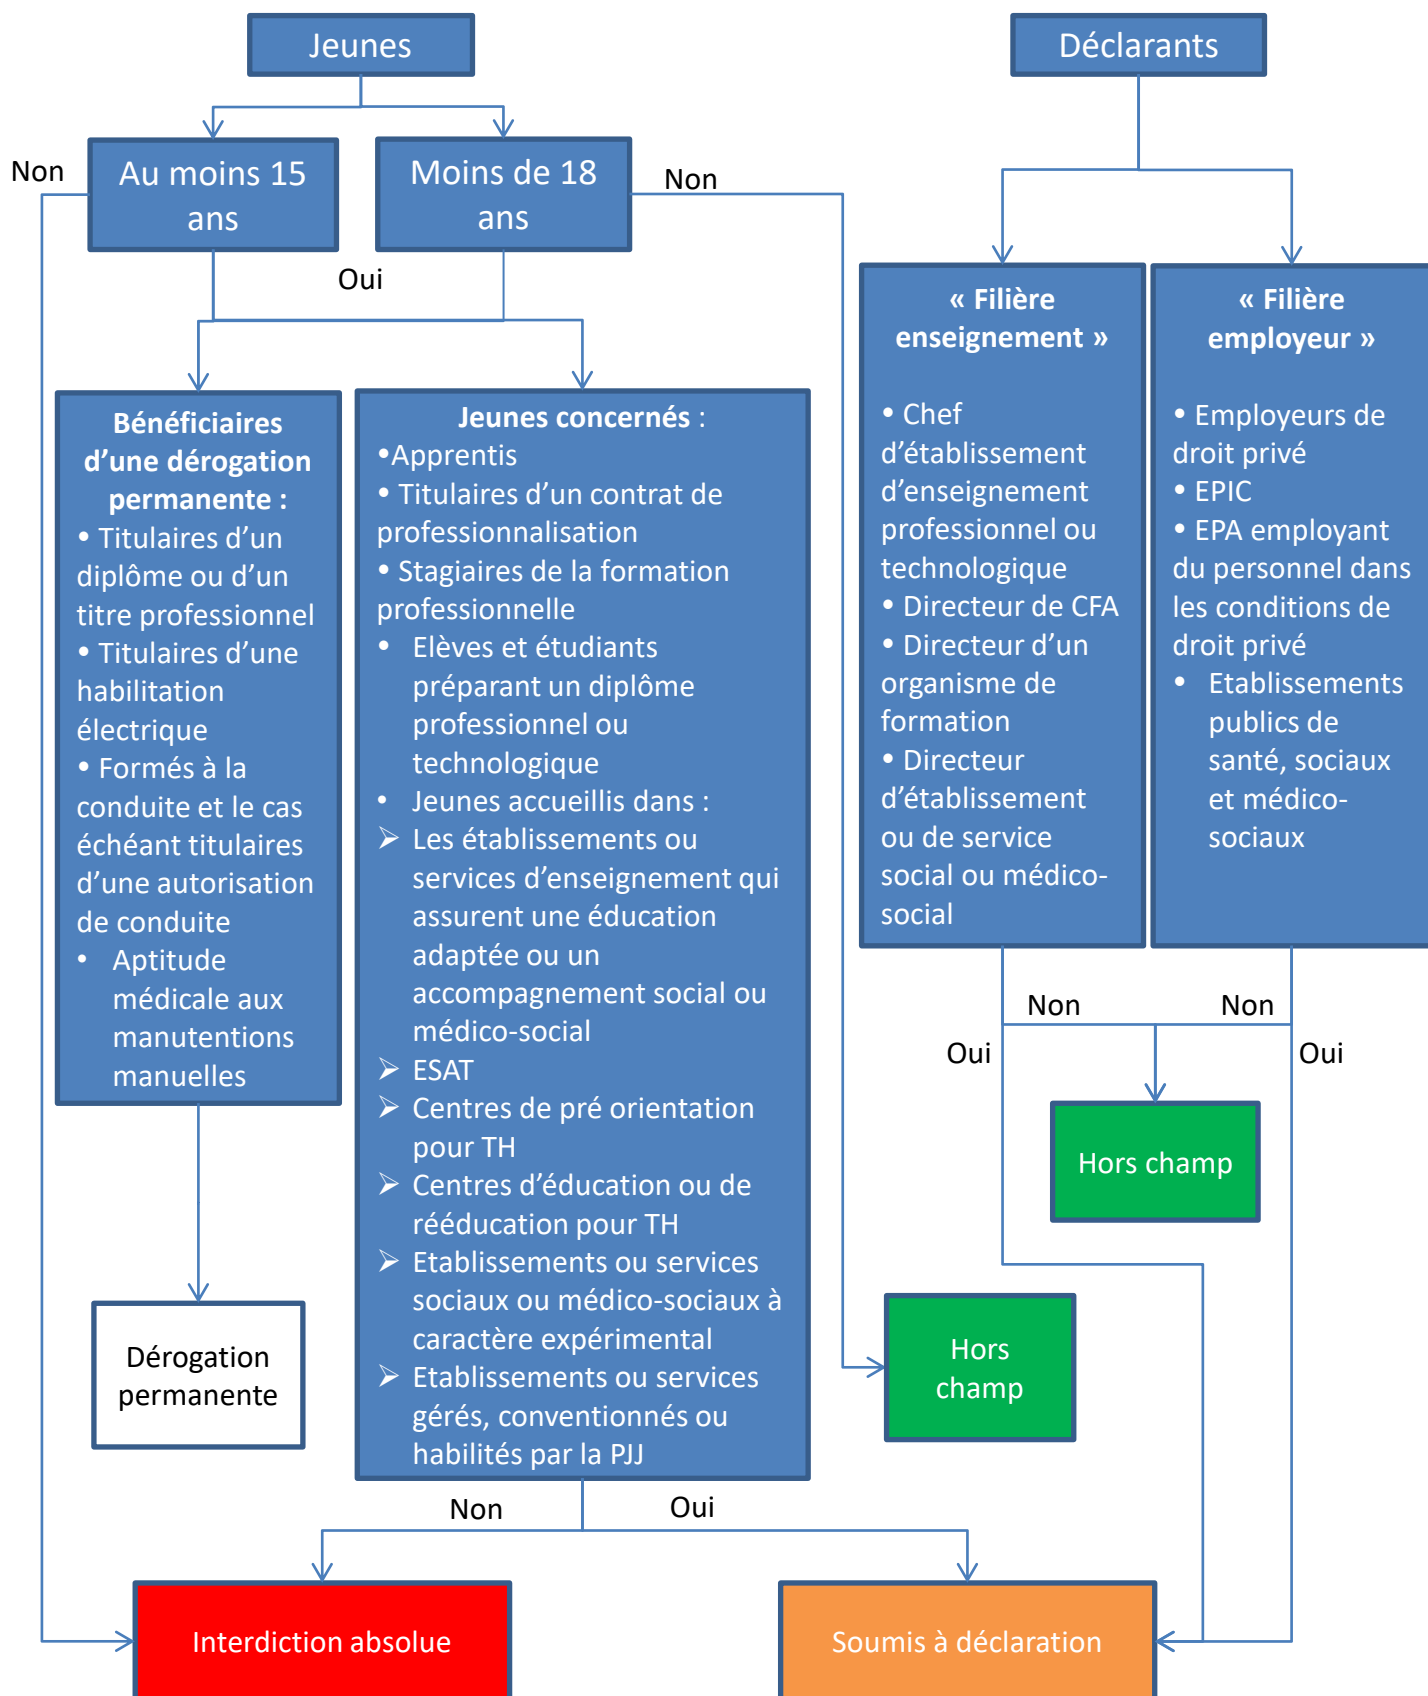 Jeunes
Déclarants
Non
Au moins 15
ans
Moins de 18
ans
Non
Oui
Bénéficiaires
d’une dérogation
permanente :
• Titulaires d’un
diplôme ou d’un
titre professionnel
• Titulaires d’une
habilitation
électrique
• Formés à la
conduite et le cas
échéant titulaires
d’une autorisation
de conduite
• Aptitude
médicale aux
manutentions
manuelles
Jeunes concernés :
•Apprentis
• Titulaires d’un contrat de
professionnalisation
• Stagiaires de la formation
professionnelle
• Elèves et étudiants
préparant un diplôme
professionnel ou
technologique
• Jeunes accueillis dans :
➢ Les établissements ou
services d’enseignement qui
assurent une éducation
adaptée ou un
accompagnement social ou
médico-social
➢ ESAT
➢ Centres de pré orientation
pour TH
➢ Centres d’éducation ou de
rééducation pour TH
➢ Etablissements ou services
sociaux ou médico-sociaux à
caractère expérimental
➢ Etablissements ou services
gérés, conventionnés ou
habilités par la PJJ
« Filière
enseignement »
• Chef
d’établissement
d’enseignement
professionnel ou
technologique
• Directeur de CFA
• Directeur d’un
organisme de
formation
• Directeur
d’établissement
ou de service
social ou médico-
social
« Filière
employeur »
• Employeurs de
droit privé
• EPIC
• EPA employant
du personnel dans
les conditions de
droit privé
• Etablissements
publics de
santé, sociaux
et médico-
sociaux
Non
Non
Oui
Oui
Hors champ
Dérogation
permanente
Hors
champ
Non
Oui
Interdiction absolue
Soumis à déclaration